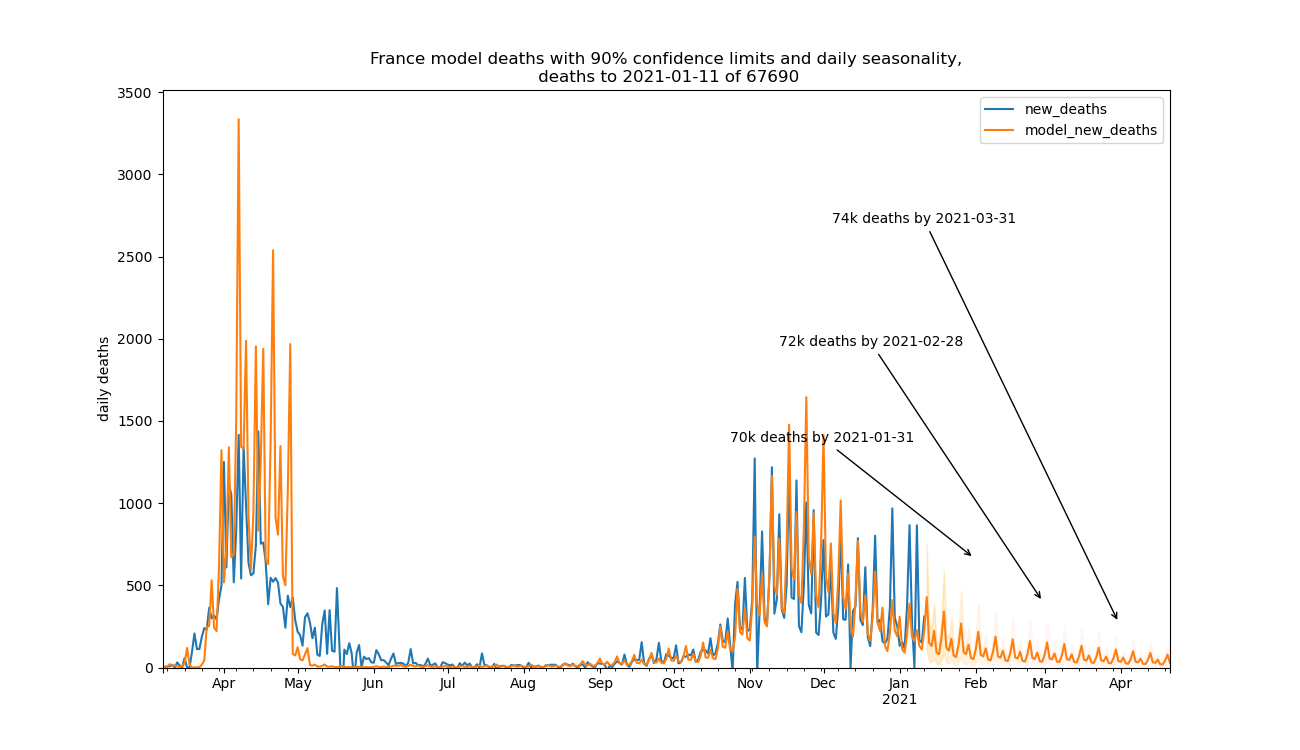 France model deaths with 90% confidence limits and daily seasonality,
deaths to 2021-01-11 of 67690
new_deaths
model_new_deaths
daily deaths
3500
3000
2500
2000
1500
1000
500
0
74k deaths by 2021-03-31
72k deaths by 2021-02-28
70k deaths by 2021-01-31
Apr May Jun Jul Aug Sep Oct Nov Dec Jan Feb Mar Apr
2021